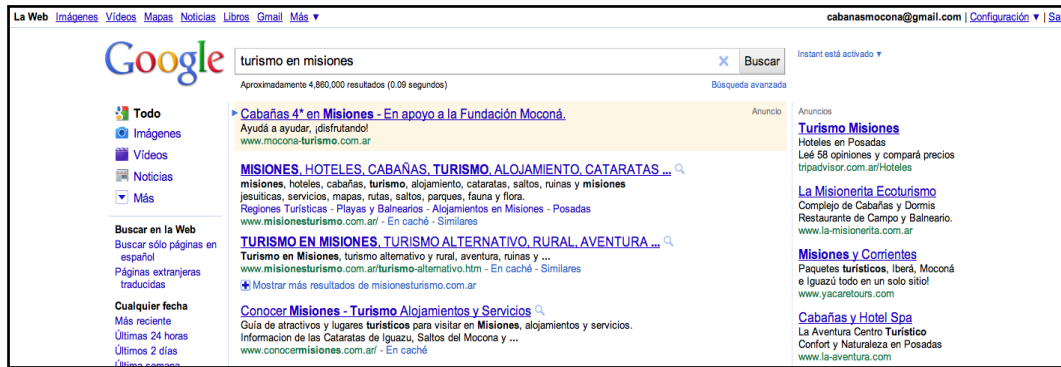 La Web Imágenes Vídeos Mapas Noticias Libros Gmail Más ▼
cabanasmocona@gmail.com | Configuración ▼ | Sa
Google
turismo en misiones
Buscar
Instant está activado ▼
Aproximadamente 4,860,000 resultados (0.09 segundos)
Búsqueda avanzada
Todo
Imágenes
Vídeos
Noticias
Más
Buscar en la Web
Buscar sólo páginas en
español
Páginas extranjeras
traducidas
Cualquier fecha
Más reciente
Últimas 24 horas
Últimos 2 días
Última semana
Cabañas 4* en Misiones - En apoyo a la Fundación Moconá.
Anuncio
Ayudá a ayudar, ¡disfrutando!
www.mocona-turismo.com.ar
MISIONES, HOTELES, CABAÑAS, TURISMO, ALOJAMIENTO, CATARATAS ...
misiones, hoteles, cabañas, turismo, alojamiento, cataratas, saltos, ruinas y misiones
jesuiticas, servicios, mapas, rutas, saltos, parques, fauna y flora.
Regiones Turísticas - Playas y Balnearios - Alojamientos en Misiones - Posadas
www.misionesturismo.com.ar/ - En caché - Similares
TURISMO EN MISIONES, TURISMO ALTERNATIVO, RURAL, AVENTURA ...
Turismo en Misiones, turismo alternativo y rural, aventura, ruinas y ...
www.misionesturismo.com.ar/turismo-alternativo.htm - En caché - Similares
Mostrar más resultados de misionesturismo.com.ar
Conocer Misiones - Turismo Alojamientos y Servicios
Guía de atractivos y lugares turisticos para visitar en Misiones, alojamientos y servicios.
Informacion de las Cataratas de Iguazu, Saltos del Mocona y ...
www.conocermisiones.com.ar/ - En caché
Anuncios
Turismo Misiones
Hoteles en Posadas
Leé 58 opiniones y compará precios
tripadvisor.com.ar/Hoteles
La Misionerita Ecoturismo
Complejo de Cabañas y Dormis
Restaurante de Campo y Balneario.
www.la-misionerita.com.ar
Misiones y Corrientes
Paquetes turísticos, Iberá, Moconá
e Iguazú todo en un solo sitio!
www.yacaretours.com
Cabañas y Hotel Spa
La Aventura Centro Turístico
Confort y Naturaleza en Posadas
www.la-aventura.com